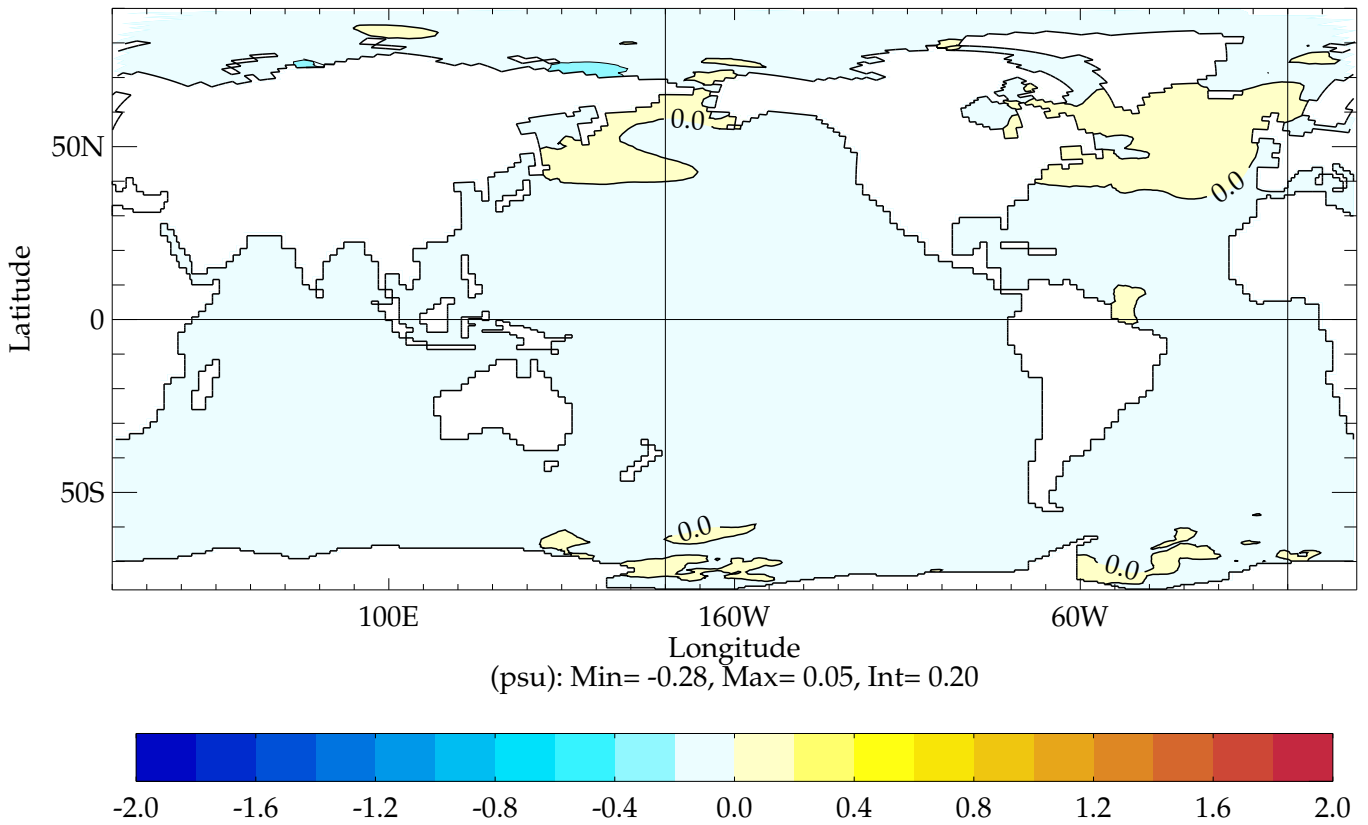 0.0
50N
0.0
Latitude
0
50S
0.0
0.0
100E 160W 60W
Longitude
(psu): Min= -0.28, Max= 0.05, Int= 0.20
-2.0 -1.6 -1.2 -0.8 -0.4 0.0 0.4 0.8 1.2 1.6 2.0